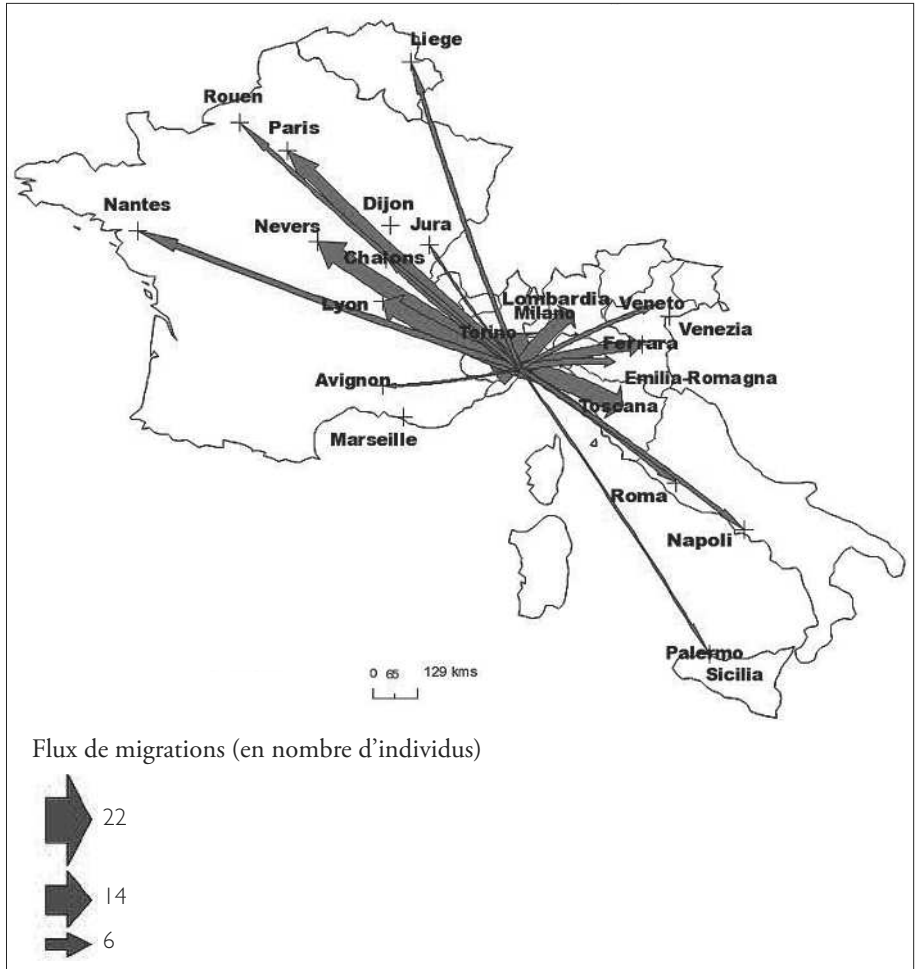 Liege
Rouen
Paris
Nantes
Dijon
Nevers
Jura
Chalons
Lombardia
Lyon
Milano
Veneto
Torino
Venezia
Ferrara
Avignon
Emilia-Romagna
Toscana
Marseille
Roma
Napoli
Palermo
Sicilia
0 65 129 kms
Flux de migrations (en nombre d’individus)
22
14
6